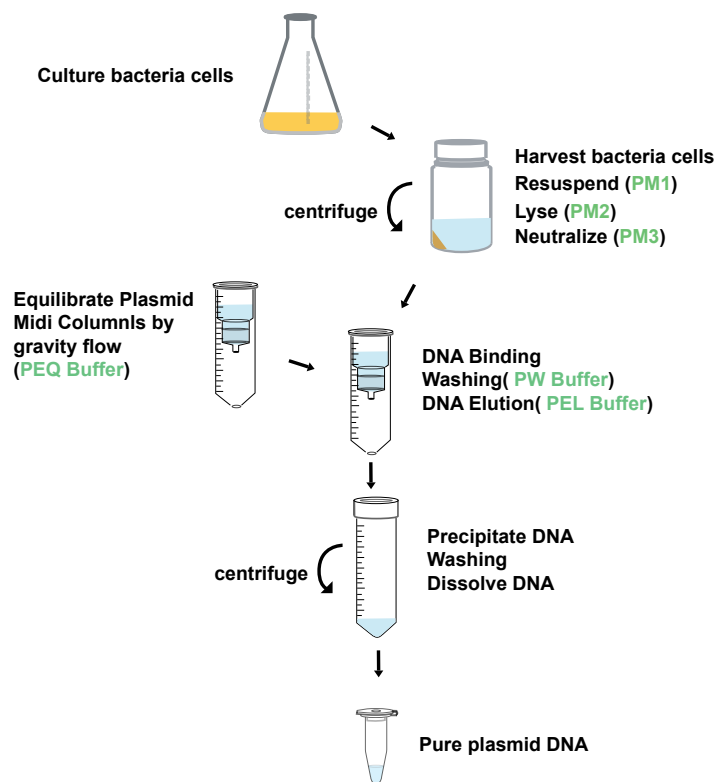 Culture bacteria cells
Harvest bacteria cells
Resuspend (PM1)
Lyse (PM2)
Neutralize (PM3)
centrifuge
Equilibrate Plasmid
Midi Columnls by
gravity flow
(PEQ Buffer)
DNA Binding
Washing( PW Buffer)
DNA Elution( PEL Buffer)
Precipitate DNA
Washing
Dissolve DNA
centrifuge
Pure plasmid DNA